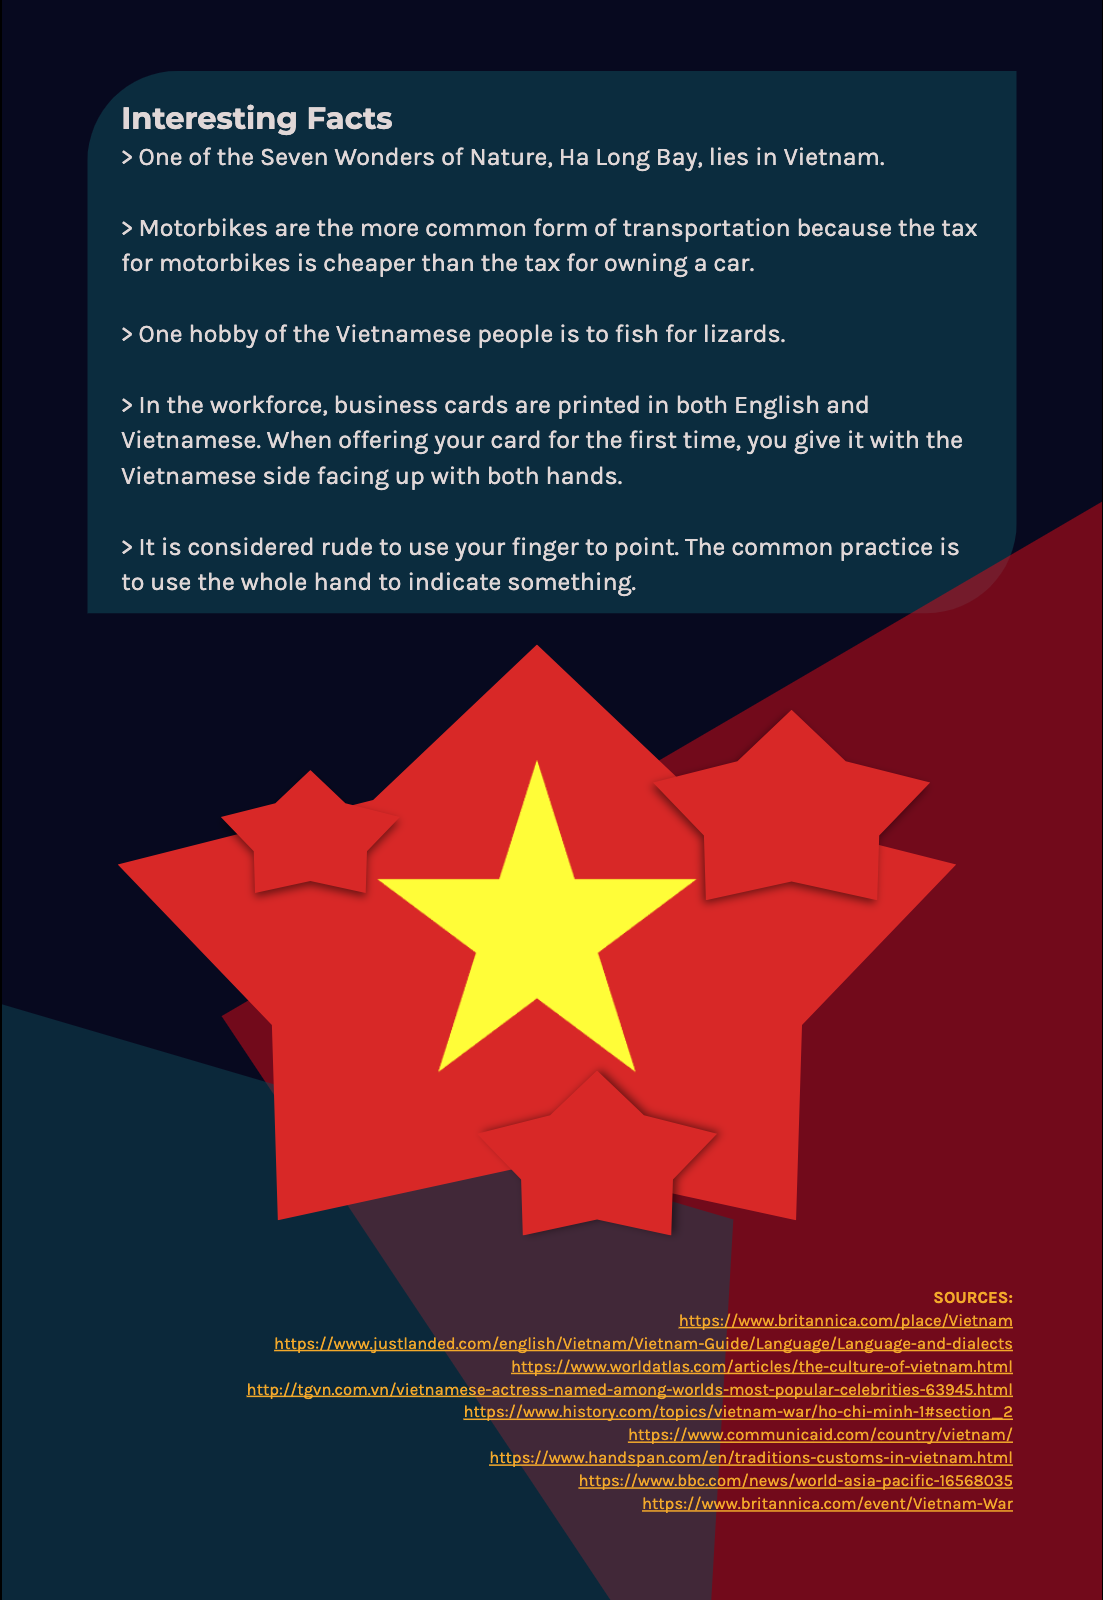 Interesting Facts
> One of the Seven Wonders of Nature, Ha Long Bay, lies in Vietnam.
> Motorbikes are the more common form of transportation because the tax
for motorbikes is cheaper than the tax for owning a car.
> One hobby of the Vietnamese people is to fish for lizards.
> In the workforce, business cards are printed in both English and
Vietnamese. When offering your card for the first time, you give it with the
Vietnamese side facing up with both hands.
> It is considered rude to use your finger to point. The common practice is
to use the whole hand to indicate something.
SOURCES:
https://www.britannica.com/place/Vietnam
https://www.justlanded.com/english/Vietnam/Vietnam-Guide/Language/Language-and-dialects
https://www.worldatlas.com/articles/the-culture-of-vietnam.html
http://tgvn.com.vn/vietnamese-actress-named-among-worlds-most-popular-celebrities-63945.html
https://www.history.com/topics/vietnam-war/ho-chi-minh-1#section_2
https://www.communicaid.com/country/vietnam/
https://www.handspan.com/en/traditions-customs-in-vietnam.html
https://www.bbc.com/news/world-asia-pacific-16568035
https://www.britannica.com/event/Vietnam-War